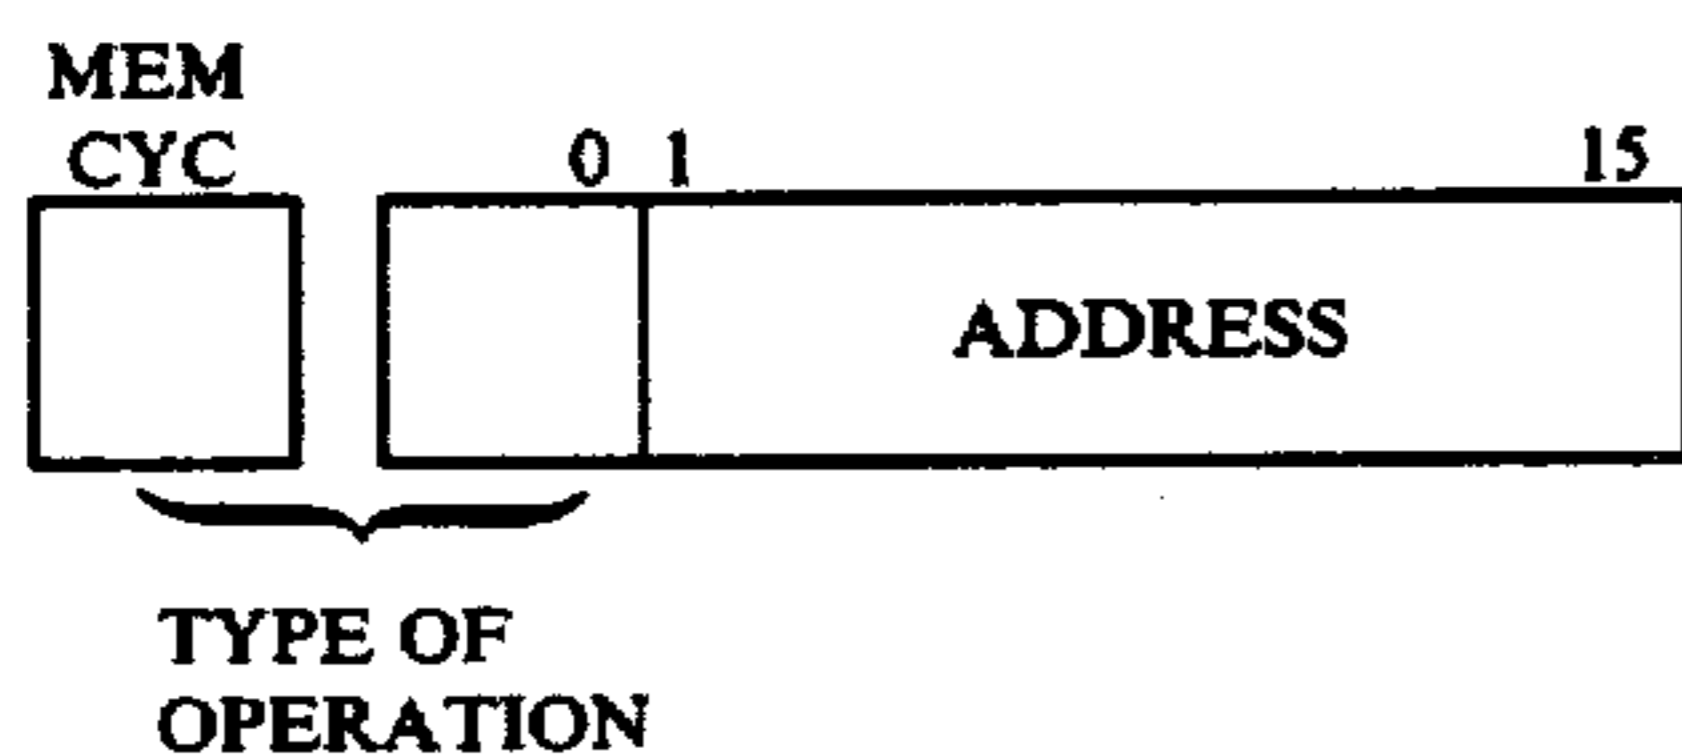 MEM
CYC
0 1 15
ADDRESS
TYPE OF
OPERATION